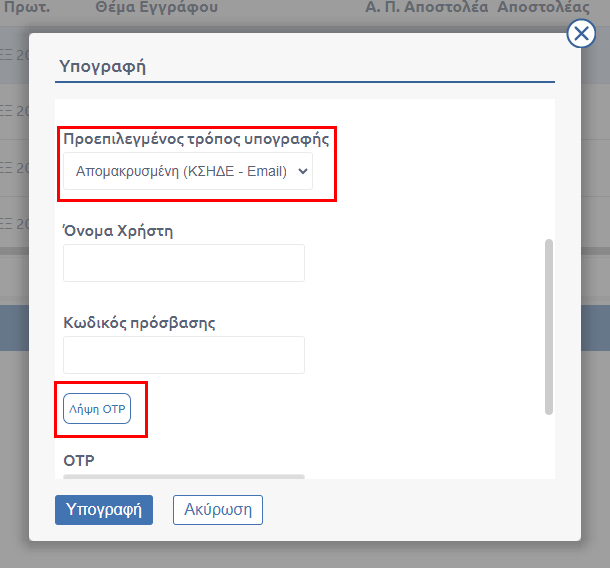 Πρωτ. Θέμα Εγγράφου Α. Π. Αποστολέα Αποστολέας
Υπογραφή
Προεπιλεγμένος τρόπος υπογραφής
Απομακρυσμένη (ΚΣΗΔΕ - Email)
Όνομα Χρήστη
Κωδικός πρόσβασης
Λήψη OTP
OTP
Υπογραφή Ακύρωση